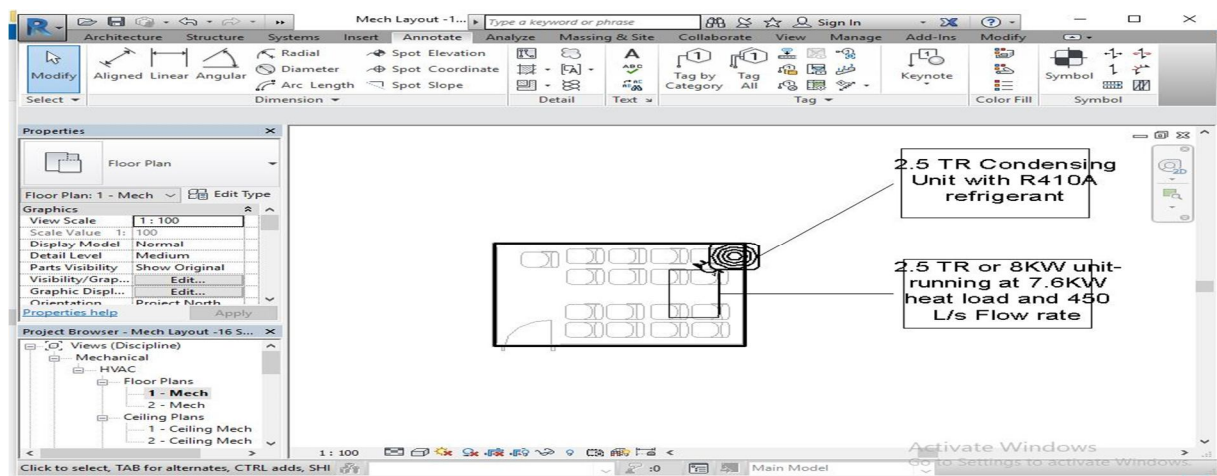 Mech Layout -1...
Type a keyword or phrase
Sign In
Architecture Structure Systems Insert Annotate Analyze Massing & Site Collaborate View Manage Add-Ins Modify
Modify
Aligned Linear Angular
Radial
Diameter
Arc Length
Spot Elevation
Spot Coordinate
Spot Slope
Tag by
Category
Tag
All
Keynote
Symbol
Select
Dimension
Detail
Text
Tag
Color Fill
Symbol
Properties
Floor Plan
Floor Plan: 1 - Mech
Edit Type
Graphics
View Scale 1 : 100
Scale Value 1: 100
Display Model Normal
Detail Level Medium
Parts Visibility Show Original
Visibility/Grap... Edit...
Graphic Displ... Edit...
Orientation Project North
Properties help Apply
Project Browser - Mech Layout -16 S...
Views (Discipline)
Mechanical
HVAC
Floor Plans
1 - Mech
2 - Mech
Ceiling Plans
1 - Ceiling Mech
2 - Ceiling Mech
2.5 TR Condensing
Unit with R410A
refrigerant
2.5 TR or 8KW unit-
running at 7.6KW
heat load and 450
L/s Flow rate
1 : 100
Activate Windows
Go to Settings to activate Windows.
Click to select, TAB for alternates, CTRL adds, SHI
:0
Main Model